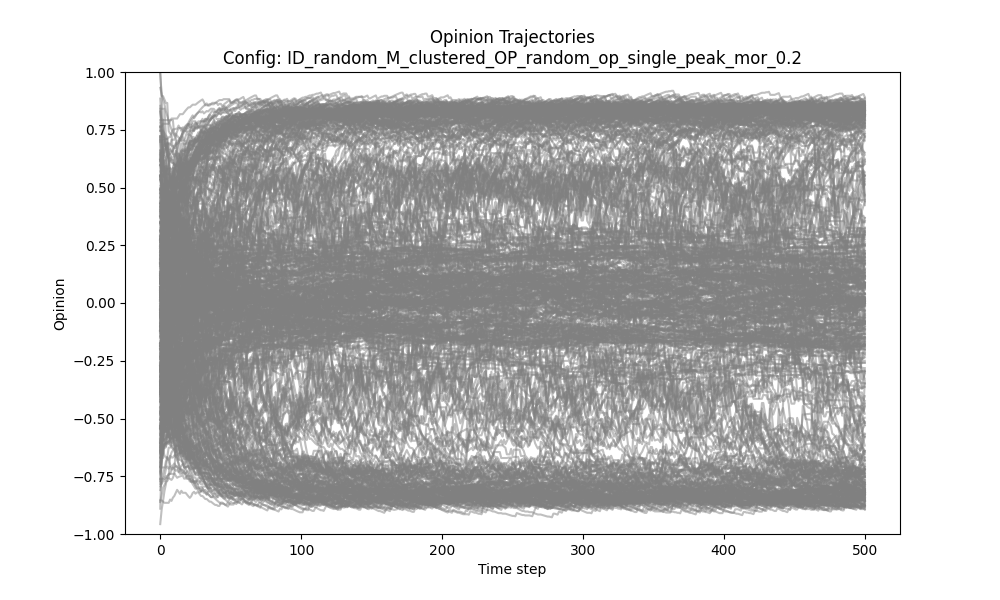 Opinion Trajectories
Config: ID_random_M_clustered_OP_random_op_single_peak_mor_0.2
1.00
0.75
0.50
0.25
0.00
−0.25
−0.50
−0.75
−1.00
Opinion
0 100 200 300 400 500
Time step